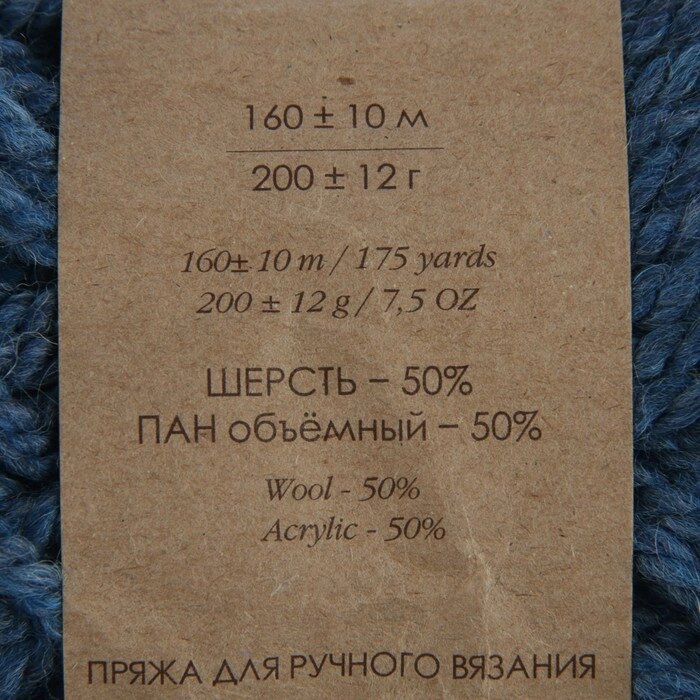 160 ± 10 м
200 ± 12 г
160± 10 m / 175 yards
200 ± 12 g / 7,5 OZ
ШЕРСТЬ – 50%
ПАН объёмный – 50%
Wool - 50%
Acrylic - 50%
ПРЯЖА ДЛЯ РУЧНОГО ВЯЗАНИЯ